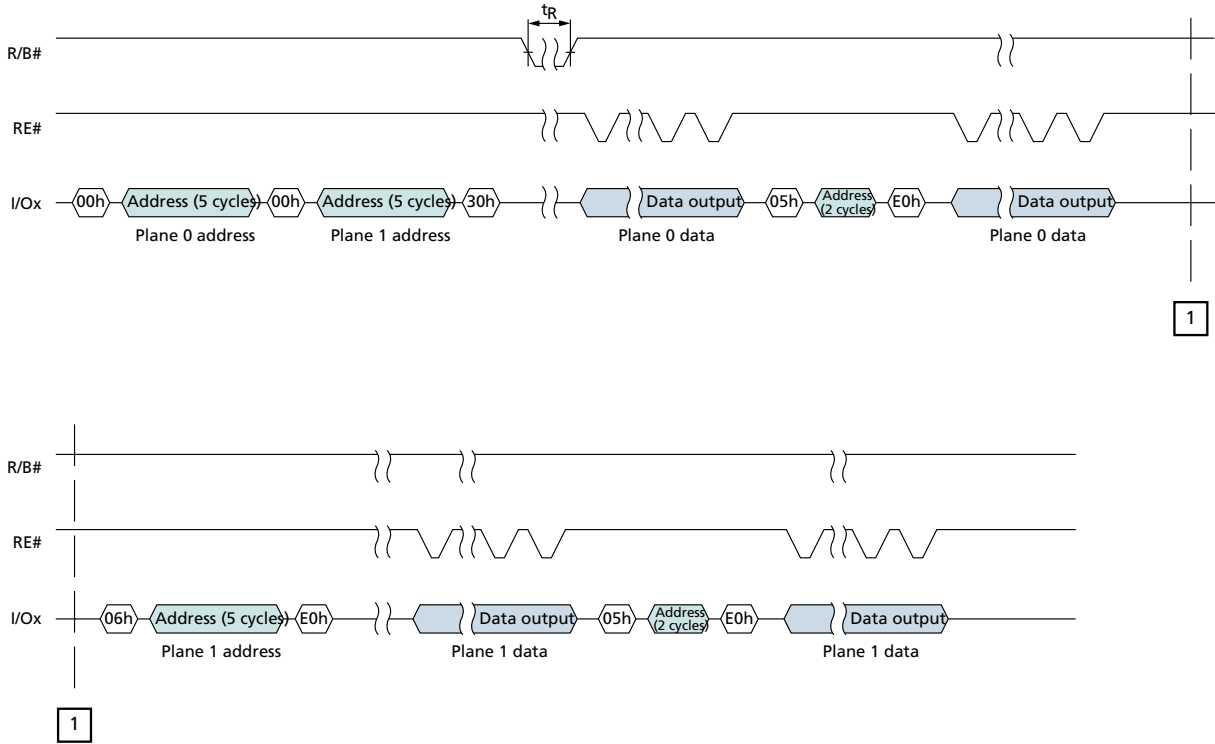 tR
R/B#
RE#
I/Ox 00h Address (5 cycles) 00h Address (5 cycles) 30h Data output 05h Address (2 cycles) E0h Data output
Plane 0 address Plane 1 address Plane 0 data Plane 0 data
1
R/B#
RE#
I/Ox 06h Address (5 cycles) E0h Data output 05h Address (2 cycles) E0h Data output
Plane 1 address Plane 1 data Plane 1 data
1